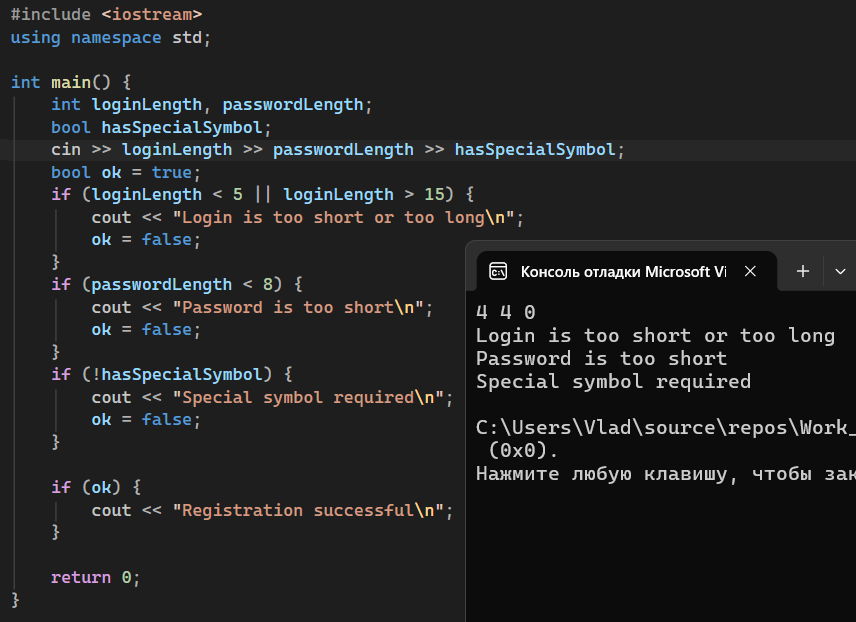 #include <iostream>
using namespace std;
int main() {
int loginLength, passwordLength;
bool hasSpecialSymbol;
cin >> loginLength >> passwordLength >> hasSpecialSymbol;
bool ok = true;
if (loginLength < 5 || loginLength > 15) {
cout << "Login is too short or too long\n";
ok = false;
}
if (passwordLength < 8) {
cout << "Password is too short\n";
ok = false;
}
if (!hasSpecialSymbol) {
cout << "Special symbol required\n";
ok = false;
}
if (ok) {
cout << "Registration successful\n";
}
return 0;
}
Консоль отладки Microsoft Vi
4 4 0
Login is too short or too long
Password is too short
Special symbol required
C:\Users\Vlad\source\repos\Work_
(0x0).
Нажмите любую клавишу, чтобы зак